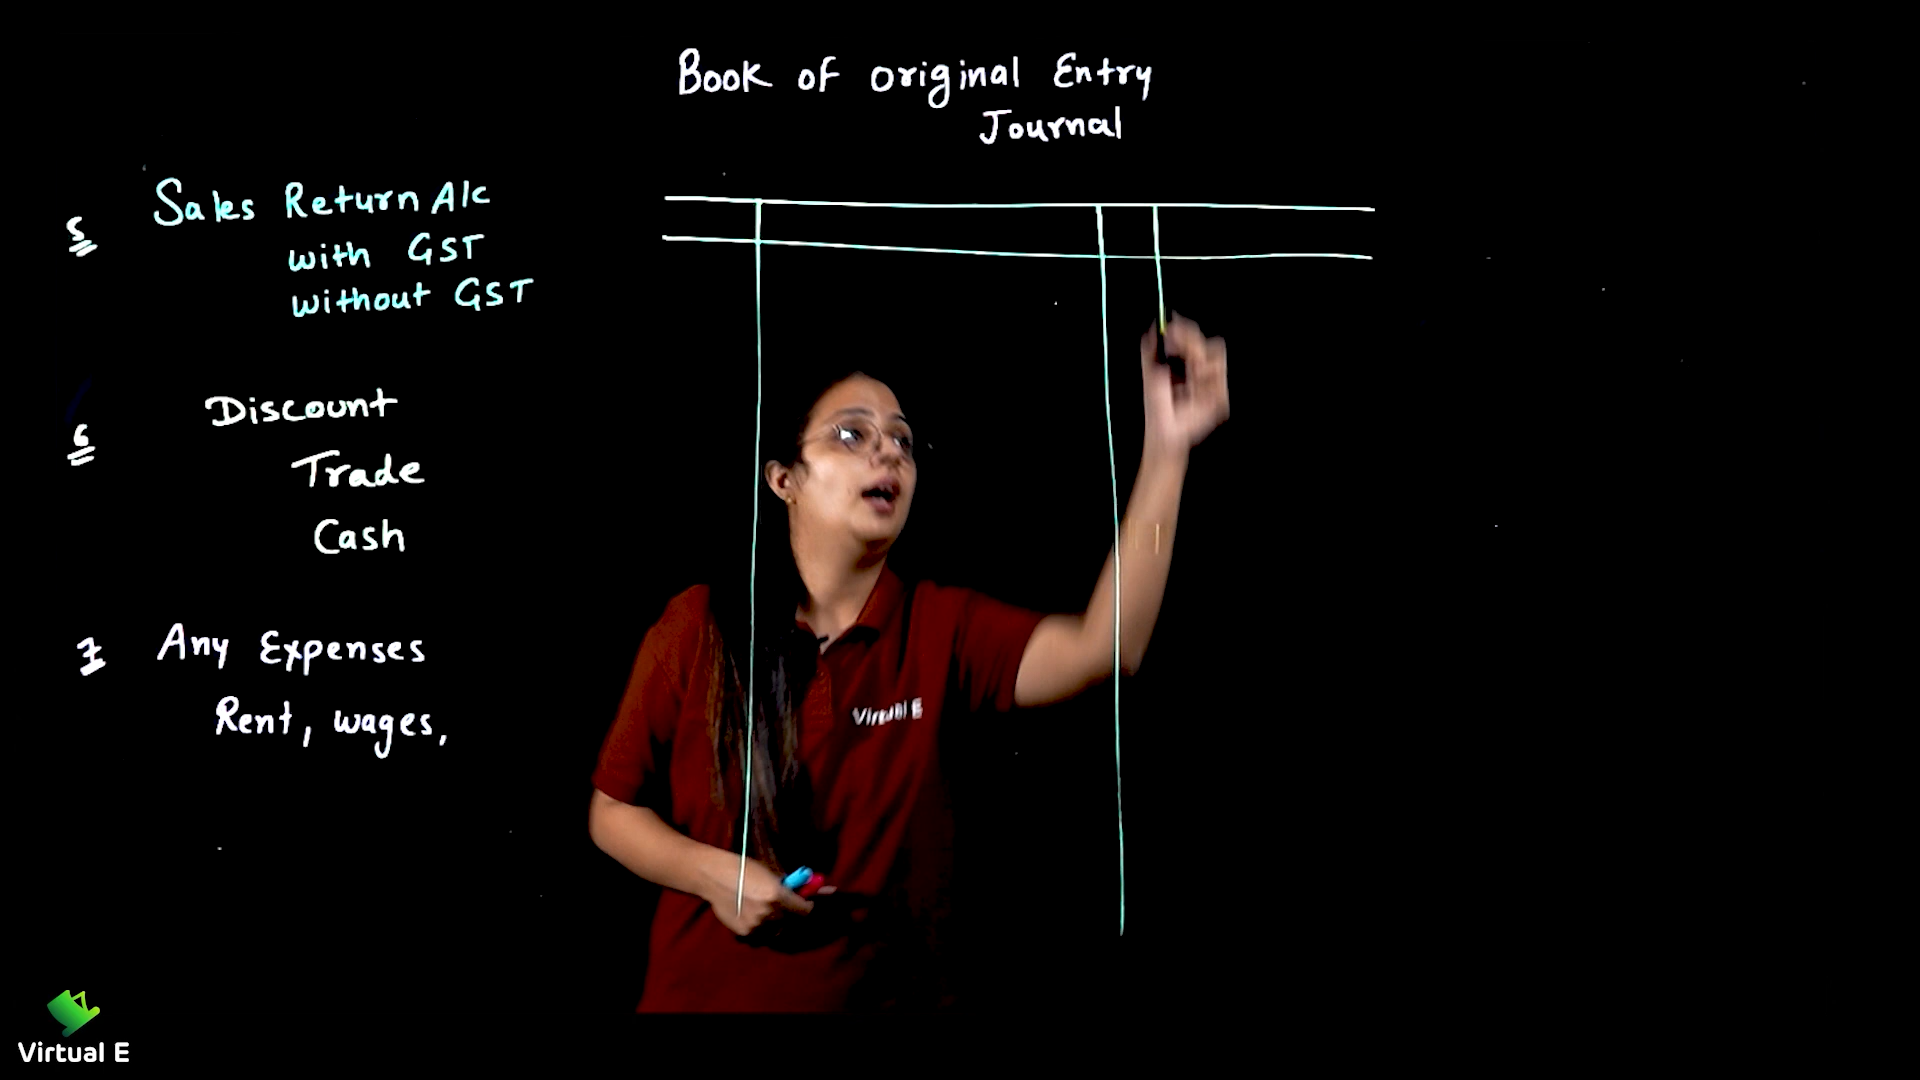 Book of original Entry
Journal
5 Sales Return A/c
with GST
without GST
6 Discount
Trade
Cash
7 Any Expenses
Rent, wages,
Virtual E
Virtual E